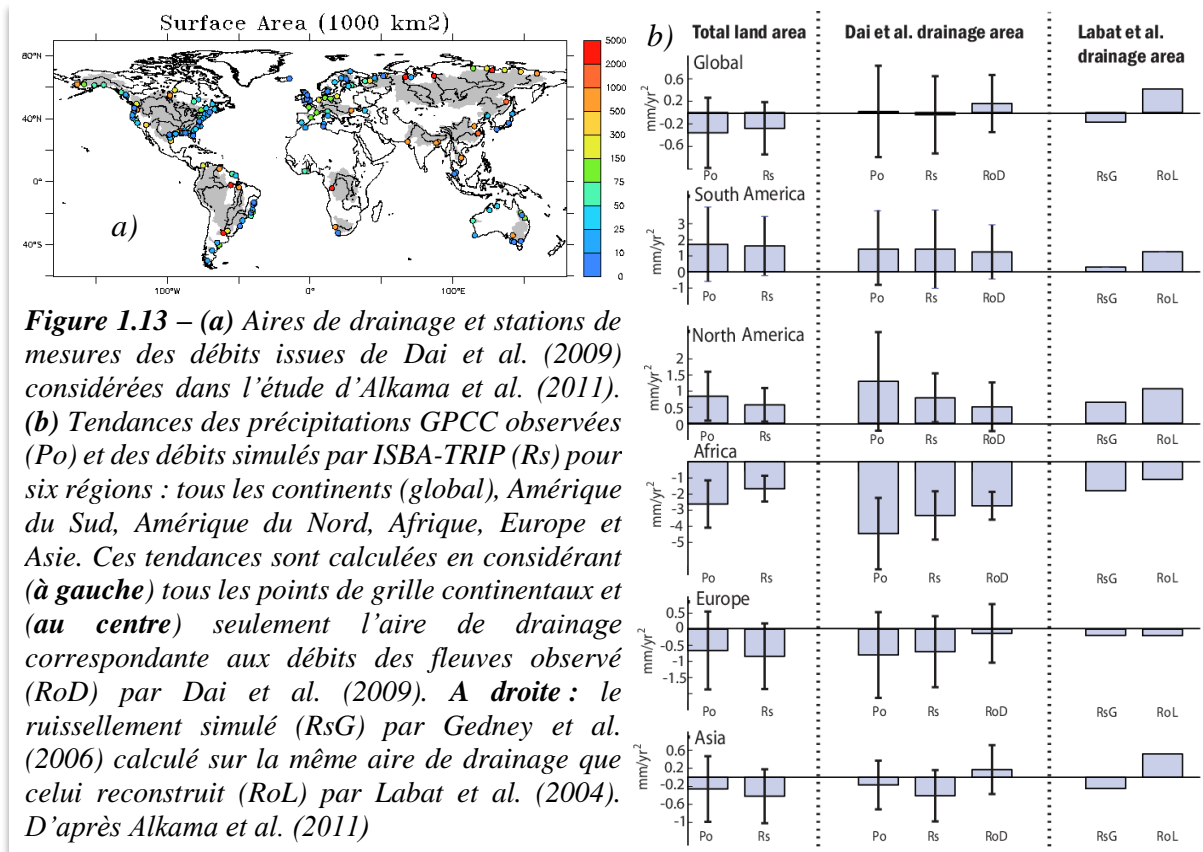 Surface Area (1000 km2)
80°N
40°N
0°
40°S
100°W
0°
100°E
a)
5000
2000
1000
500
300
150
75
50
25
10
0
Figure 1.13 – (a) Aires de drainage et stations de
mesures des débits issues de Dai et al. (2009)
considérées dans l'étude d'Alkama et al. (2011).
(b) Tendances des précipitations GPCC observées
(Po) et des débits simulés par ISBA-TRIP (Rs) pour
six régions : tous les continents (global), Amérique
du Sud, Amérique du Nord, Afrique, Europe et
Asie. Ces tendances sont calculées en considérant
(à gauche) tous les points de grille continentaux et
(au centre) seulement l'aire de drainage
correspondante aux débits des fleuves observé
(RoD) par Dai et al. (2009). A droite : le
ruissellement simulé (RsG) par Gedney et al.
(2006) calculé sur la même aire de drainage que
celui reconstruit (RoL) par Labat et al. (2004).
D'après Alkama et al. (2011)
b) Total land area Dai et al. drainage area Labat et al.
drainage area
Global
mm/yr2
0.6
0.2
-0.2
-0.6
Po Rs Po Rs RoD RsG RoL
South America
mm/yr2
3
2
1
0
-1
Po Rs Po Rs RoD RsG RoL
North America
mm/yr2
2
1.5
1
0.5
0
Po Rs Po Rs RoD RsG RoL
Africa
mm/yr2
-1
-2
-3
-4
-5
Po Rs Po Rs RoD RsG RoL
Europe
mm/yr2
0.5
0
-0.5
-1
-1.5
Po Rs Po Rs RoD RsG RoL
Asia
mm/yr2
0.6
0.2
-0.2
-0.6
-1
Po Rs Po Rs RoD RsG RoL